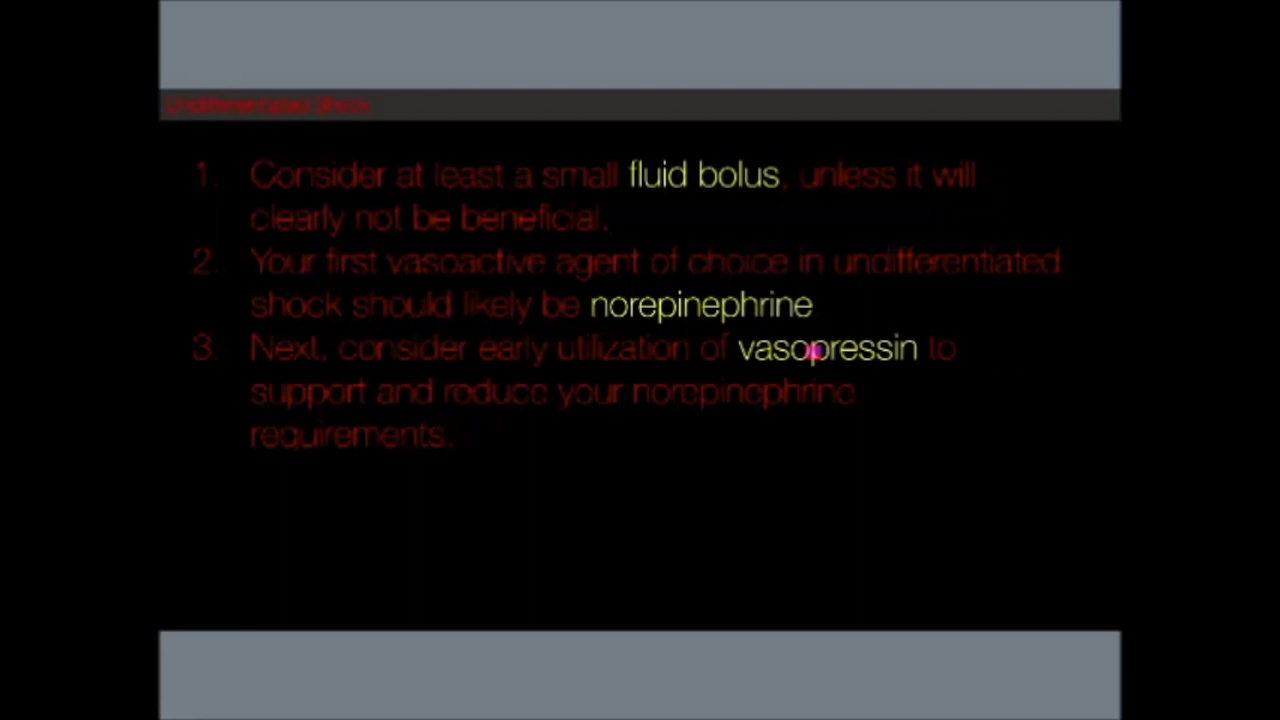 Undifferentiated Shock
1. Consider at least a small fluid bolus, unless it will
clearly not be beneficial.
2. Your first vasoactive agent of choice in undifferentiated
shock should likely be norepinephrine
3. Next, consider early utilization of vasopressin to
support and reduce your norepinephrine
requirements.